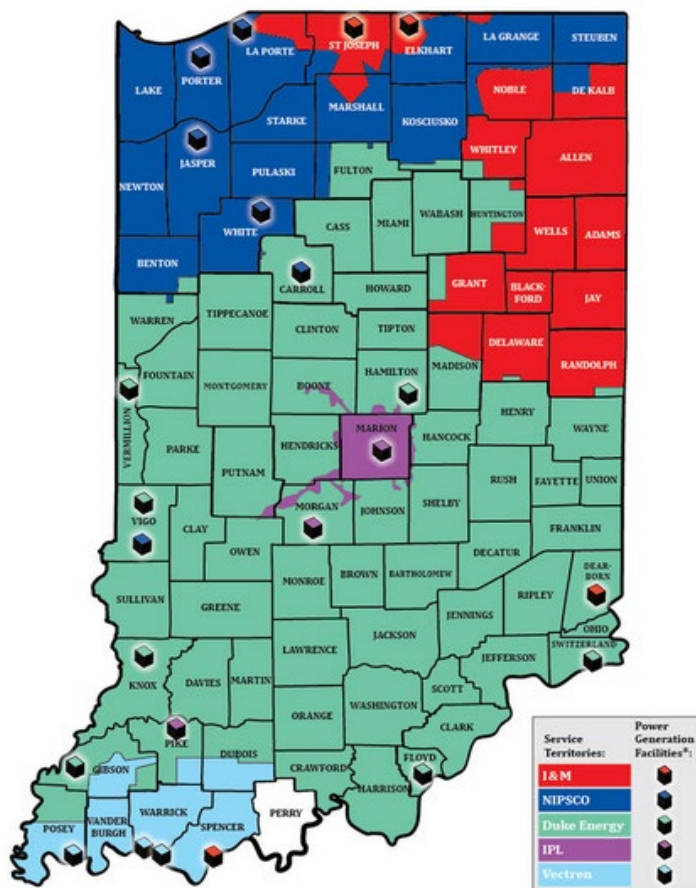 LA PORTE
ST JOSEPH
ELKHART
LA GRANGE
STEUBEN
LAKE
PORTER
NOBLE
DE KALB
STARKE
MARSHALL
KOSCIUSKO
WHITLEY
ALLEN
JASPER
PULASKI
FULTON
NEWTON
WHITE
CASS
MIAMI
WABASH
HUNTINGTON
WELLS
ADAMS
BENTON
CARROLL
HOWARD
GRANT
BLACK-
FORD
JAY
WARREN
TIPPECANOE
CLINTON
TIPTON
DELAWARE
RANDOLPH
FOUNTAIN
MONTGOMERY
BOONE
HAMILTON
MADISON
VERMILLION
PARKE
PUTNAM
HENDRICKS
MARION
HANCOCK
HENRY
WAYNE
RUSH
FAYETTE
UNION
VIGO
CLAY
OWEN
MORGAN
JOHNSON
SHELBY
FRANKLIN
DECATUR
DEAR-
BORN
SULLIVAN
GREENE
MONROE
BROWN
BARTHOLOMEW
RIPLEY
JENNINGS
OHIO
SWITZERLAND
JACKSON
LAWRENCE
JEFFERSON
KNOX
DAVIES
MARTIN
SCOTT
ORANGE
WASHINGTON
CLARK
PIKE
DUBOIS
GIBSON
CRAWFORD
FLOYD
HARRISON
POSEY
VANDER
BURGH
WARRICK
SPENCER
PERRY
Service
Territories:
Power
Generation
Facilities*:
I&M
NIPSCO
Duke Energy
IPL
Vectren